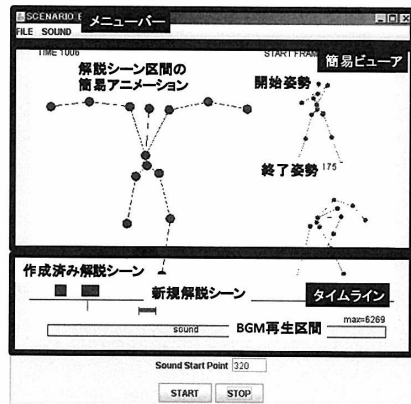 SCENARIO E
メニューバー
FILE SOUND
TIME 1006
START FRAM
簡易ビューア
解説シーン区間の
簡易アニメーション
開始姿勢
終了姿勢
175
作成済み解説シーン
新規解説シーン
タイムライン
max=6269
sound
BGM再生区間
Sound Start Point 320
START STOP